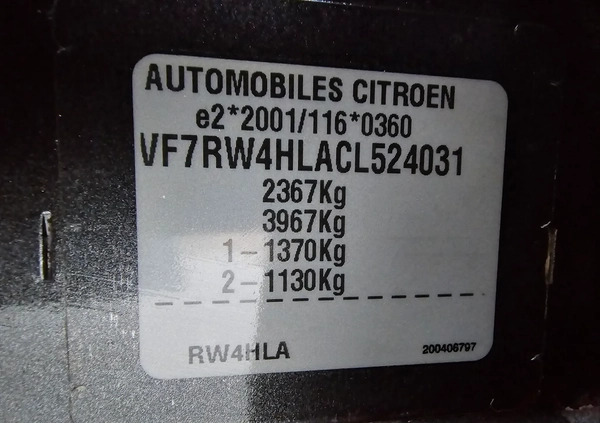 AUTOMOBILES CITROEN
e2*2001/116*0360
VF7RW4HLACL524031
2367Kg
3967Kg
1-1370Kg
2-1130Kg
RW4HLA 200406797